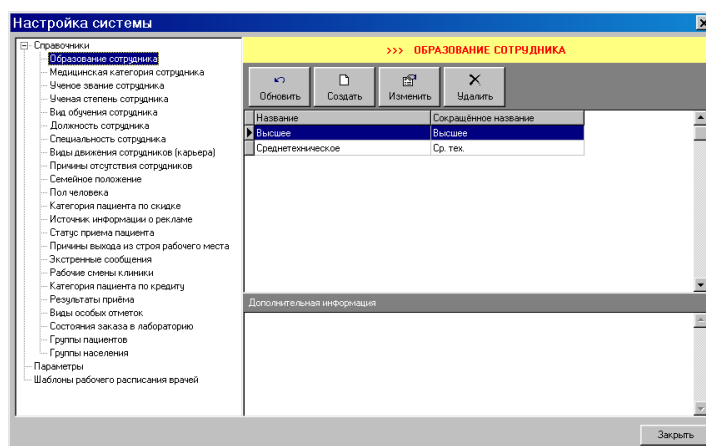 Настройка системы
Справочники
Образование сотрудника
Медицинская категория сотрудника
Ученое звание сотрудника
Ученая степень сотрудника
Вид обучения сотрудника
Должность сотрудника
Специальность сотрудника
Виды движения сотрудников (карьера)
Причины отсутствия сотрудников
Семейное положение
Пол человека
Категория пациента по скидке
Источник информации о рекламе
Статус приема пациента
Причины выхода из строя рабочего места
Экстренные сообщения
Рабочие смены клиники
Категория пациента по кредиту
Результаты приёма
Виды особых отметок
Состояния заказа в лабораторию
Группы пациентов
Группы населения
Параметры
Шаблоны рабочего расписания врачей
>>> ОБРАЗОВАНИЕ СОТРУДНИКА
Обновить Создать Изменить Удалить
Название Сокращённое название
Высшее Высшее
Среднетехническое Ср. тех.
Дополнительная информация
Закрыть